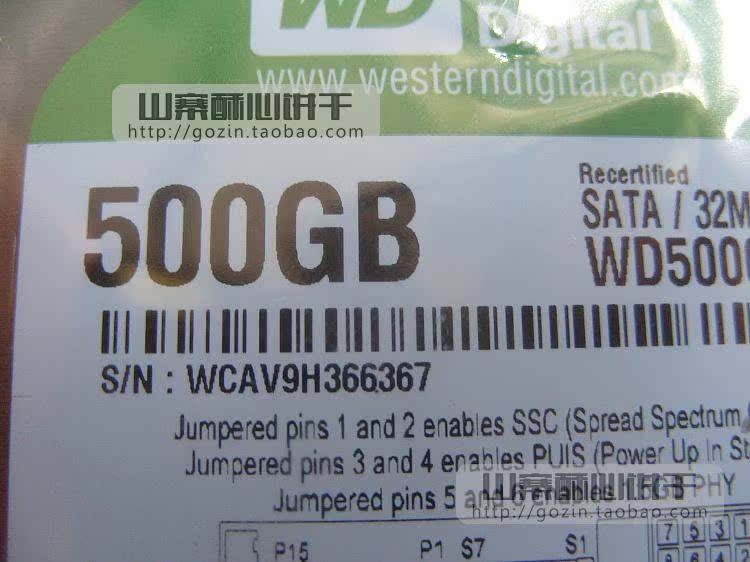 WD
Digital
www.westerndigital.com
山寨酥心饼干
http://gozin.taobao.com/
500GB
Recertified
SATA / 32M
WD500
S/N : WCAV9H366367
Jumpered pins 1 and 2 enables SSC (Spread Spectrum
Jumpered pins 3 and 4 enables PUIS (Power Up In St
Jumpered pins 5 and 6 enables 1.5GB PHY
山寨酥心饼干
http://gozin.taobao.com/
P15 P1 S7 S1
7 5 3 1
8 6 4 2